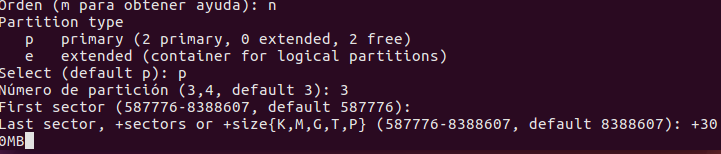 Orden (m para obtener ayuda): n
Partition type
p primary (2 primary, 0 extended, 2 free)
e extended (container for logical partitions)
Select (default p): p
Número de partición (3,4, default 3): 3
First sector (587776-8388607, default 587776):
Last sector, +sectors or +size{K,M,G,T,P} (587776-8388607, default 8388607): +30
0MB